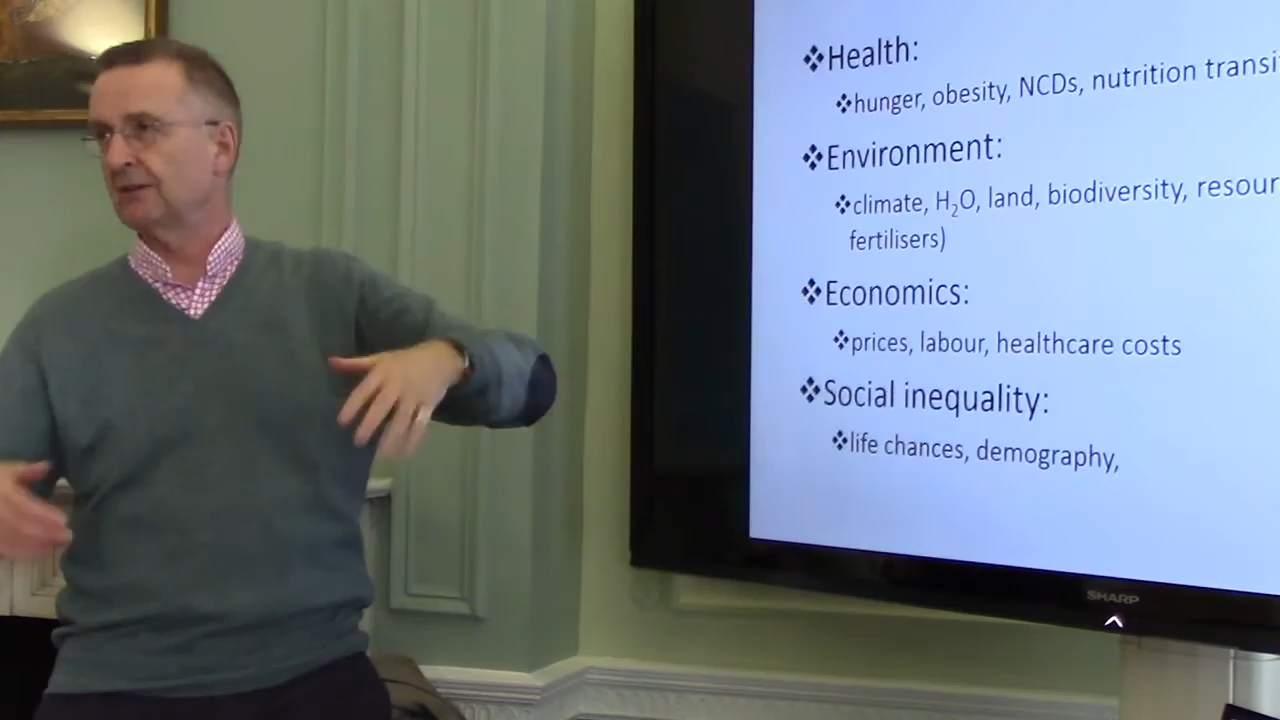 ❖Health:
❖hunger, obesity, NCDs, nutrition transi
❖Environment:
❖climate, H₂O, land, biodiversity, resour
fertilisers)
❖Economics:
❖prices, labour, healthcare costs
❖Social inequality:
❖life chances, demography,
SHARP